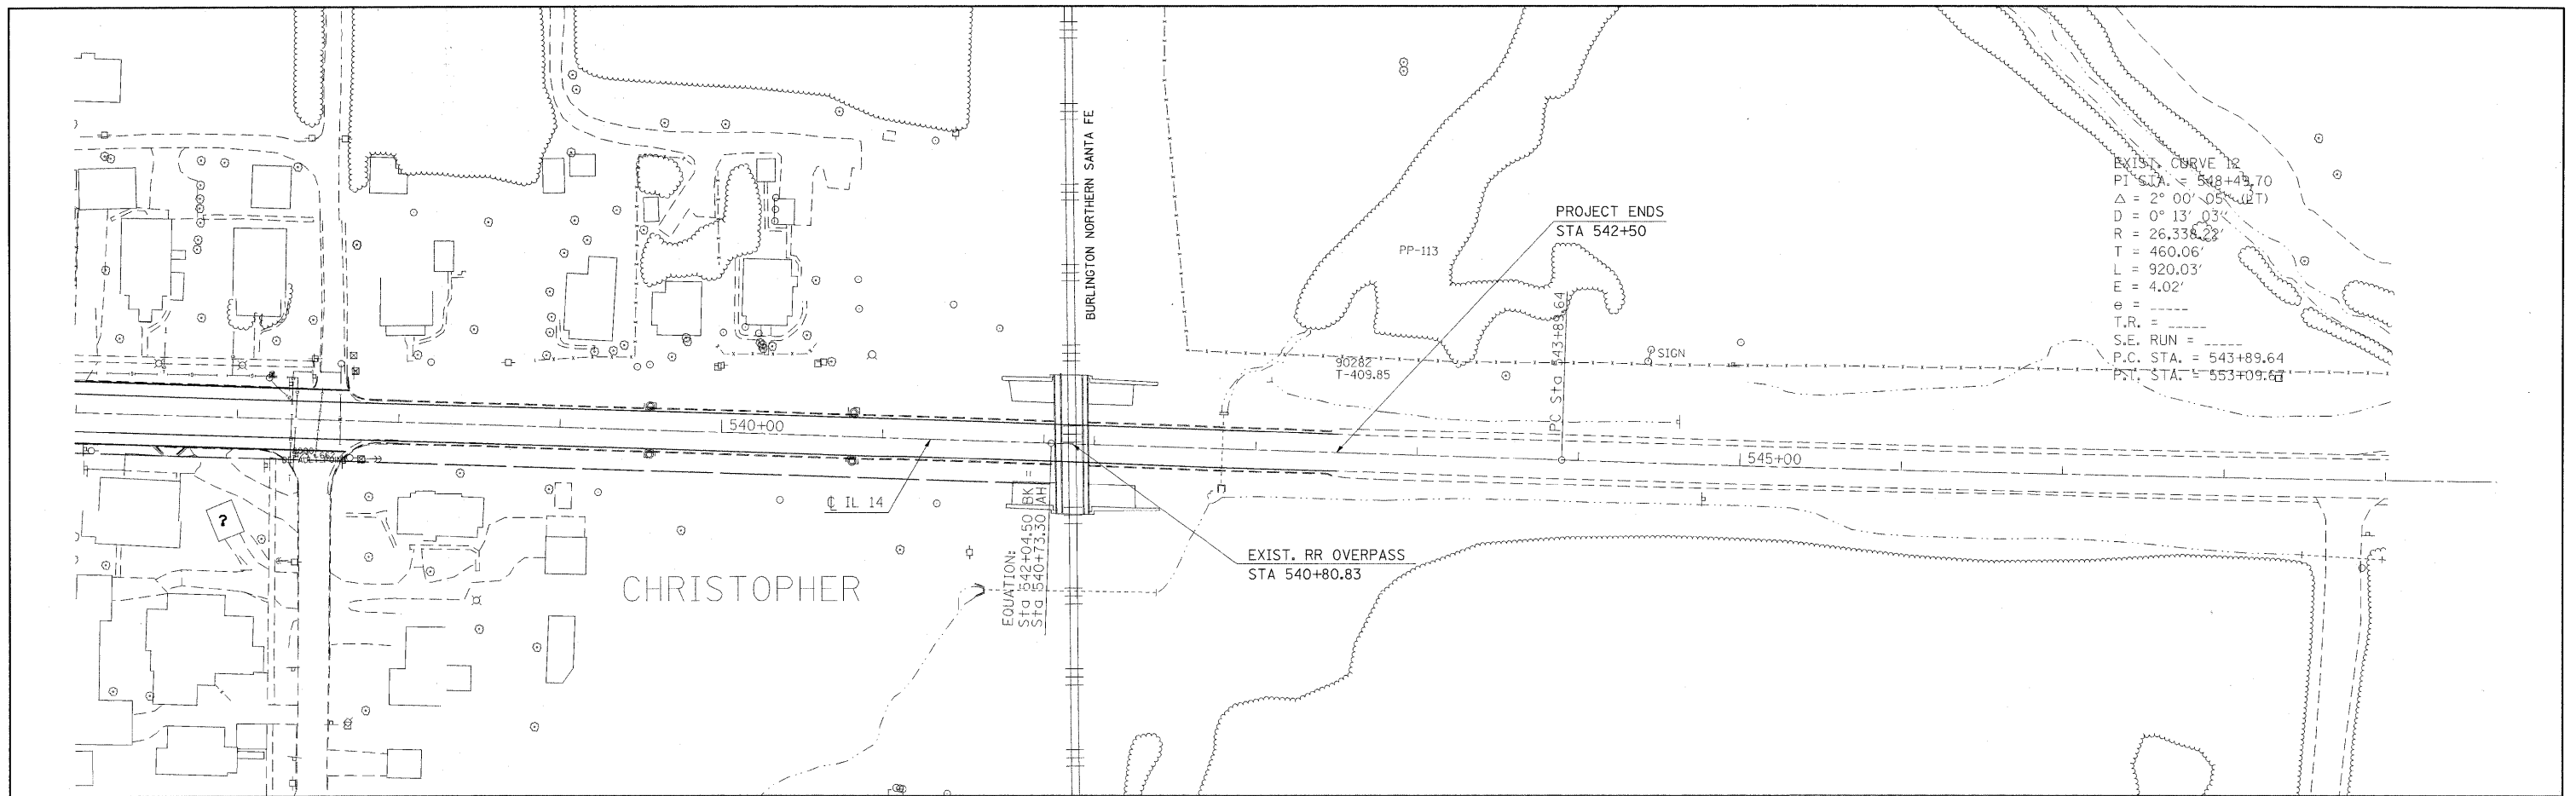 BURLINGTON NORTHERN SANTA FE
EXIST. CURVE 12
PI STA. = 548+49.70
Δ = 2° 00' 05" (LT)
D = 0° 13' 03"
R = 26,338.22'
T = 460.06'
L = 920.03'
E = 4.02'
e = -----
T.R. = -----
S.E. RUN = -----
P.C. STA. = 543+89.64
P.T. STA. = 553+09.67
PROJECT ENDS
STA 542+50
PP-113
PC Sta 543+89.64
SIGN
90282
T-409.85
540+00
545+00
℄ IL 14
EXIST. RR OVERPASS
STA 540+80.83
EQUATION:
Sta 542+04.50 BK =
Sta 540+73.30 AH
?
CHRISTOPHER